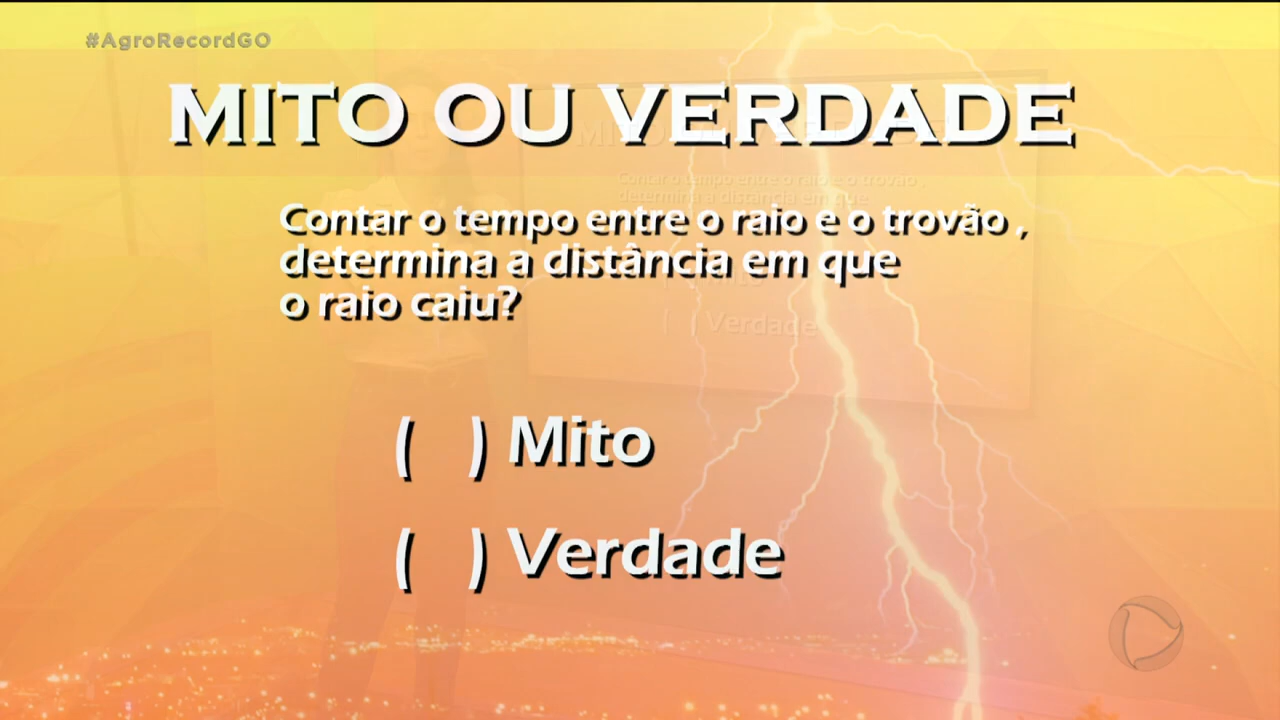 #AgroRecordGO
MITO OU VERDADE
Contar o tempo entre o raio e o trovão ,
determina a distância em que
o raio caiu?
( ) Mito
( ) Verdade